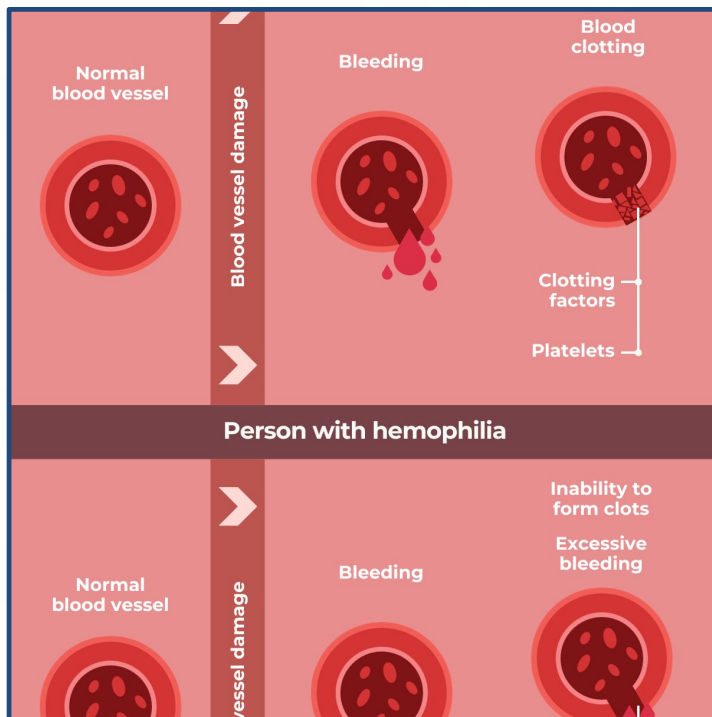 Normal
blood vessel
Blood vessel damage
Bleeding
Blood
clotting
Clotting
factors
Platelets
Person with hemophilia
Normal
blood vessel
vessel damage
Bleeding
Inability to
form clots
Excessive
bleeding